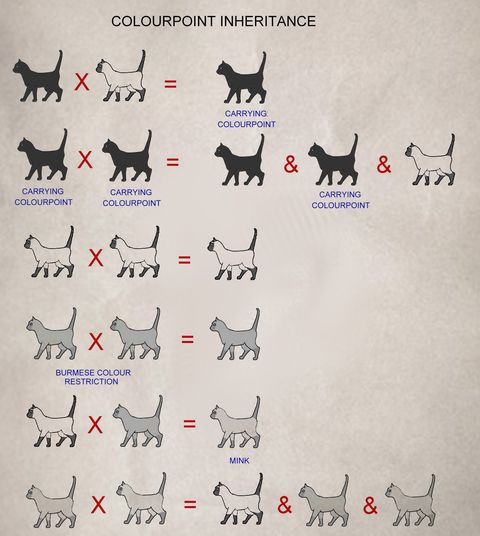 COLOURPOINT INHERITANCE
X =
CARRYING
COLOURPOINT
X = & &
CARRYING
COLOURPOINT
CARRYING
COLOURPOINT
CARRYING
COLOURPOINT
X =
X =
BURMESE COLOUR
RESTRICTION
X =
MINK
X = & &